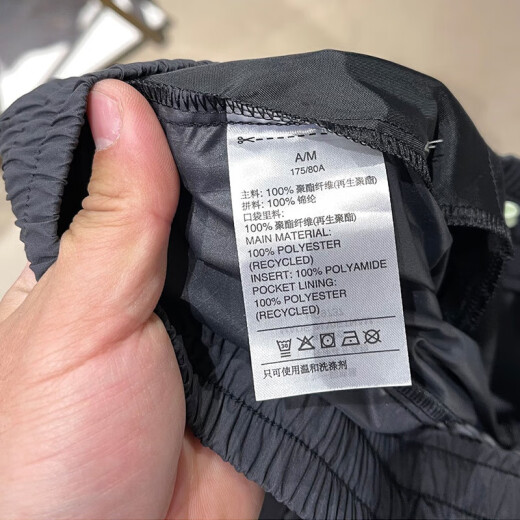 A/M
175/80A
主料: 100% 聚酯纤维(再生聚酯)
拼料: 100% 锦纶
口袋里料:
100% 聚酯纤维(再生聚酯)
MAIN MATERIAL:
100% POLYESTER
(RECYCLED)
INSERT: 100% POLYAMIDE
POCKET LINING:
100% POLYESTER
(RECYCLED)
30
只可使用温和洗涤剂